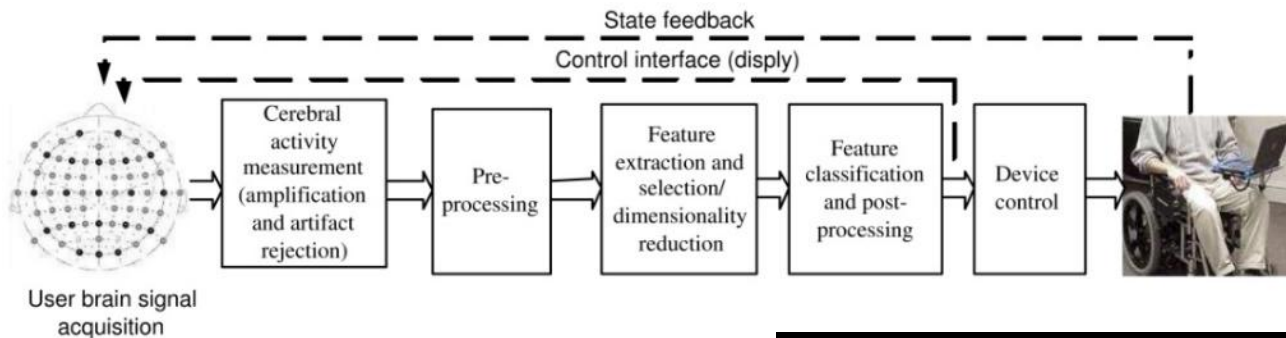 State feedback
Control interface (disply)
Cerebral
activity
measurement
(amplification
and artifact
rejection)
Pre-
processing
Feature
extraction and
selection/
dimensionality
reduction
Feature
classification
and post-
processing
Device
control
User brain signal
acquisition